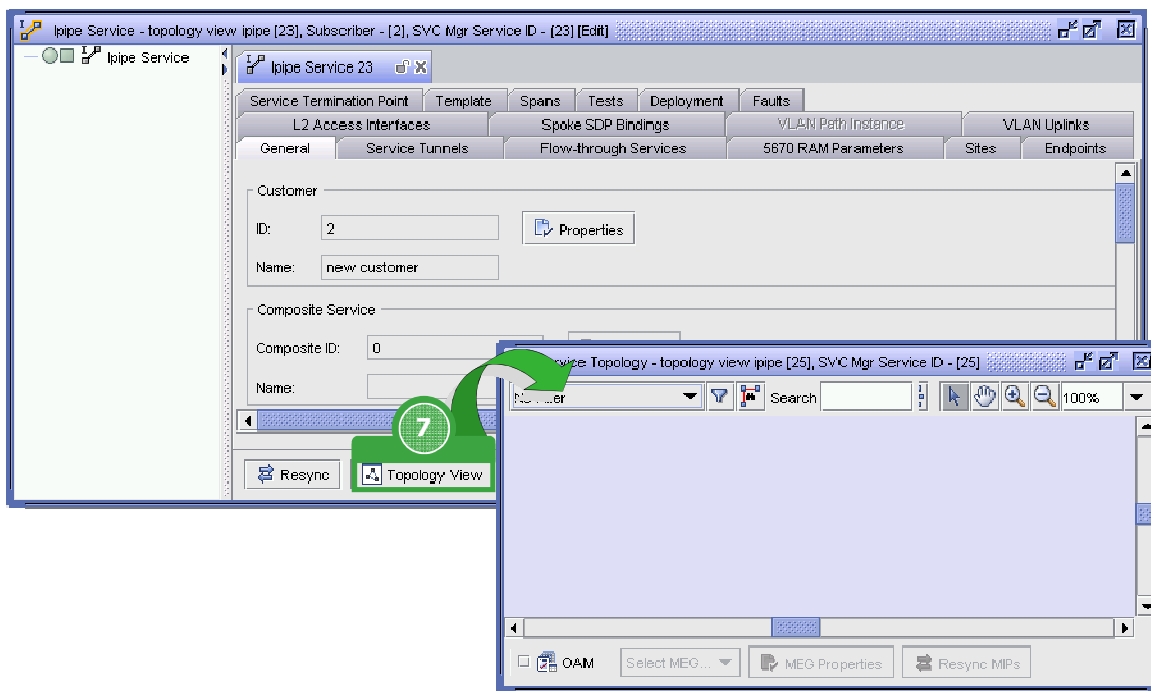 Ipipe Service - topology view ipipe [23], Subscriber - [2], SVC Mgr Service ID - [23] [Edit]
Ipipe Service
Ipipe Service 23
Service Termination Point Template Spans Tests Deployment Faults
L2 Access Interfaces Spoke SDP Bindings VLAN Path Instance VLAN Uplinks
General Service Tunnels Flow-through Services 5670 RAM Parameters Sites Endpoints
Customer
ID: 2 Properties
Name: new customer
Composite Service
Composite ID: 0
Name:
7
Resync Topology View
Topology - topology view ipipe [25], SVC Mgr Service ID - [25]
Search 100%
OAM Select MEG... MEG Properties Resync MIPs